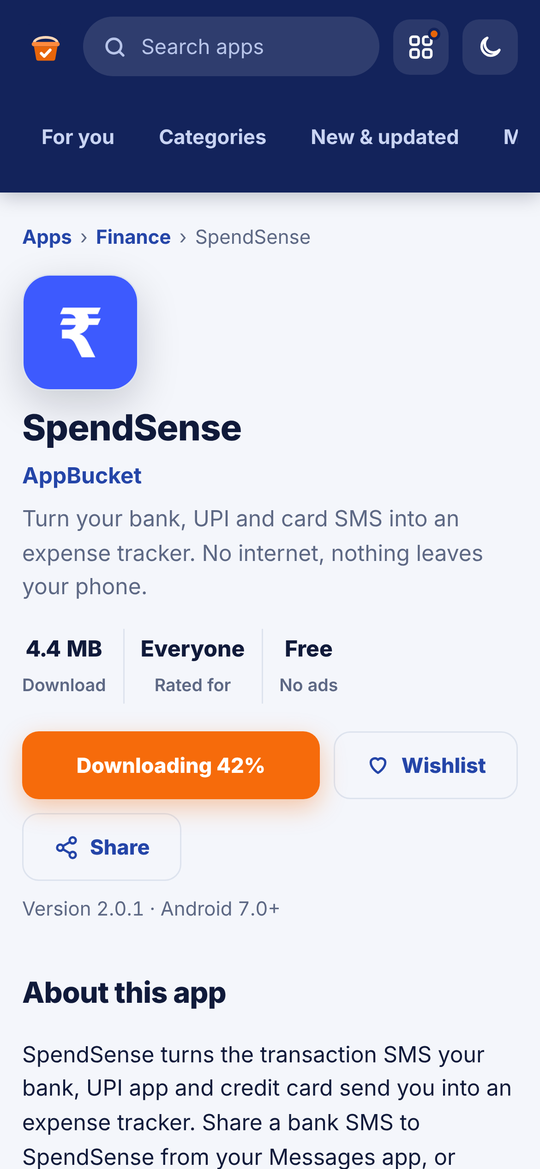 Search apps
For you Categories New & updated M
Apps › Finance › SpendSense
₹
SpendSense
AppBucket
Turn your bank, UPI and card SMS into an
expense tracker. No internet, nothing leaves
your phone.
4.4 MB Everyone Free
Download Rated for No ads
Downloading 42% Wishlist
Share
Version 2.0.1 · Android 7.0+
About this app
SpendSense turns the transaction SMS your
bank, UPI app and credit card send you into an
expense tracker. Share a bank SMS to
SpendSense from your Messages app, or